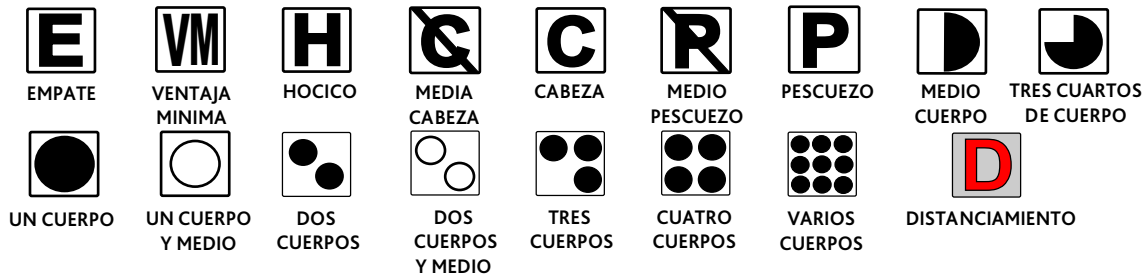 E VM H C C R P
EMPATE VENTAJA MINIMA HOCICO MEDIA CABEZA CABEZA MEDIO PESCUEZO PESCUEZO MEDIO CUERPO TRES CUARTOS DE CUERPO
D
UN CUERPO UN CUERPO Y MEDIO DOS CUERPOS DOS CUERPOS Y MEDIO TRES CUERPOS CUATRO CUERPOS VARIOS CUERPOS DISTANCIAMIENTO